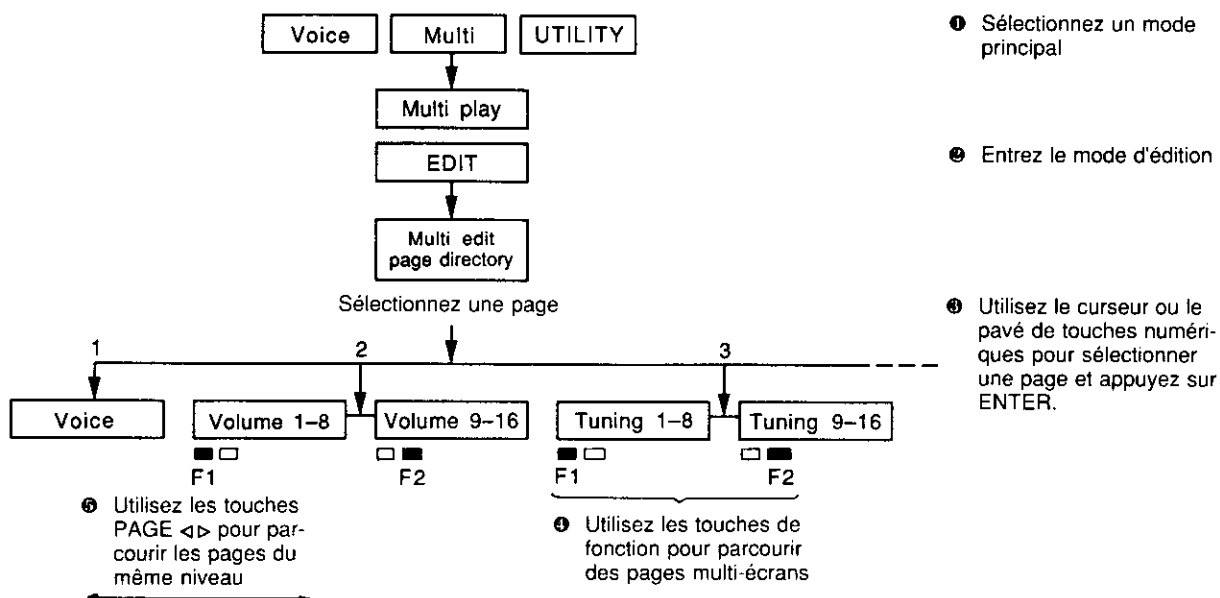 Voice Multi UTILITY
❶ Sélectionnez un mode
principal
Multi play
EDIT
❷ Entrez le mode d'édition
Multi edit
page directory
Sélectionnez une page
❸ Utilisez le curseur ou le
pavé de touches numéri-
ques pour sélectionner
une page et appuyez sur
ENTER.
1 2 3
Voice Volume 1–8 Volume 9–16 Tuning 1–8 Tuning 9–16
F1 F2 F1 F2
❺ Utilisez les touches
PAGE ◁▷ pour par-
courir les pages du
même niveau
❹ Utilisez les touches de
fonction pour parcourir
des pages multi-écrans